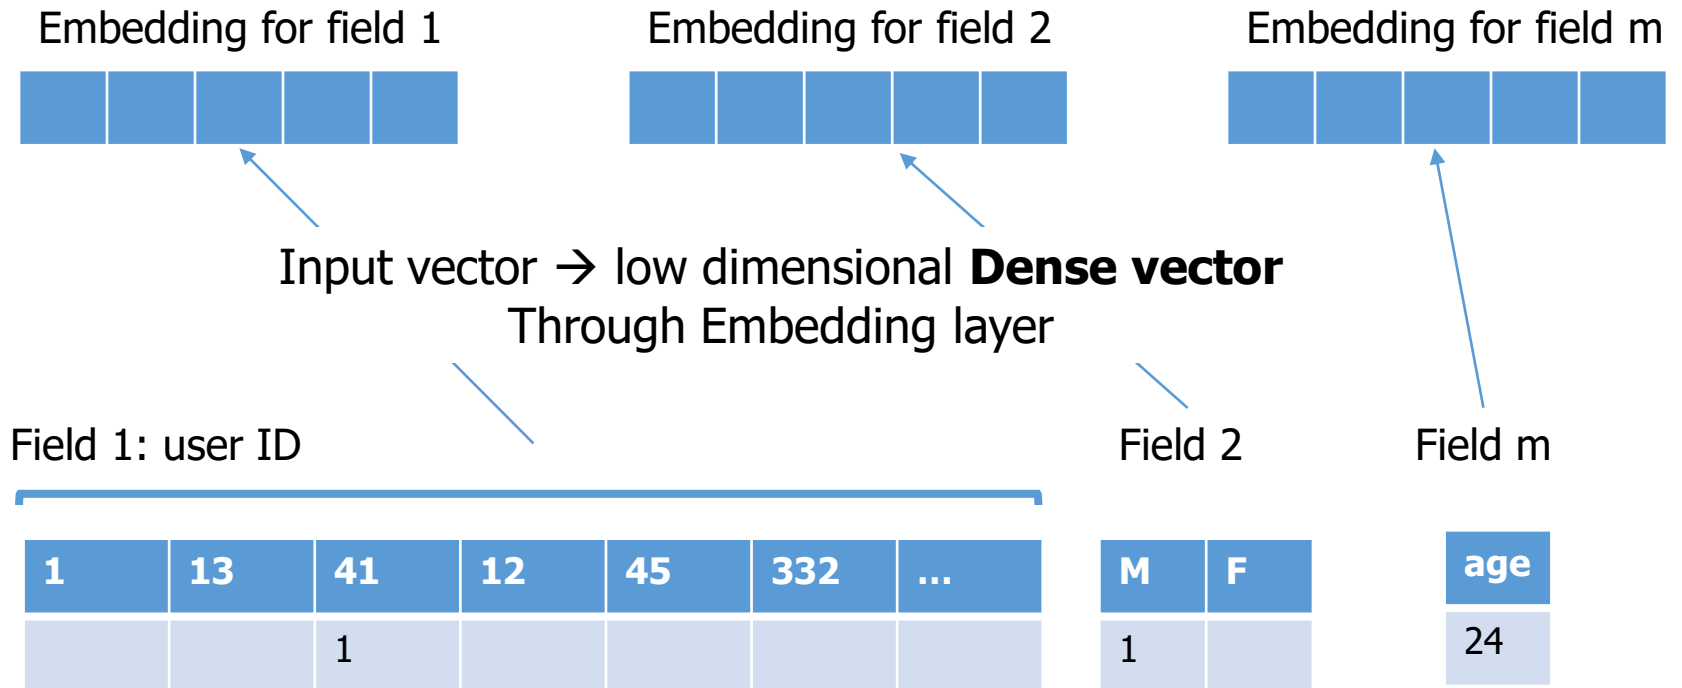 Embedding for field 1 Embedding for field 2 Embedding for field m
Input vector → low dimensional Dense vector
Through Embedding layer
Field 1: user ID Field 2 Field m
1 13 41 12 45 332 ... M F age
1 1 24